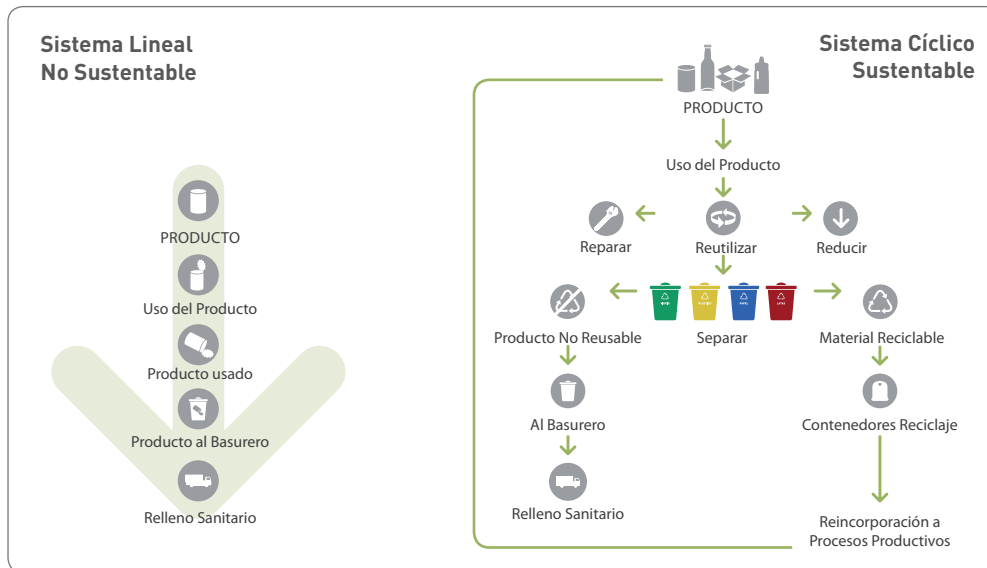 Sistema Lineal
No Sustentable
PRODUCTO
Uso del Producto
Producto usado
Producto al Basurero
Relleno Sanitario
Sistema Cíclico
Sustentable
PRODUCTO
Uso del Producto
Reparar
Reutilizar
Reducir
Producto No Reusable
Separar
Material Reciclable
Al Basurero
Contenedores Reciclaje
Relleno Sanitario
Reincorporación a
Procesos Productivos